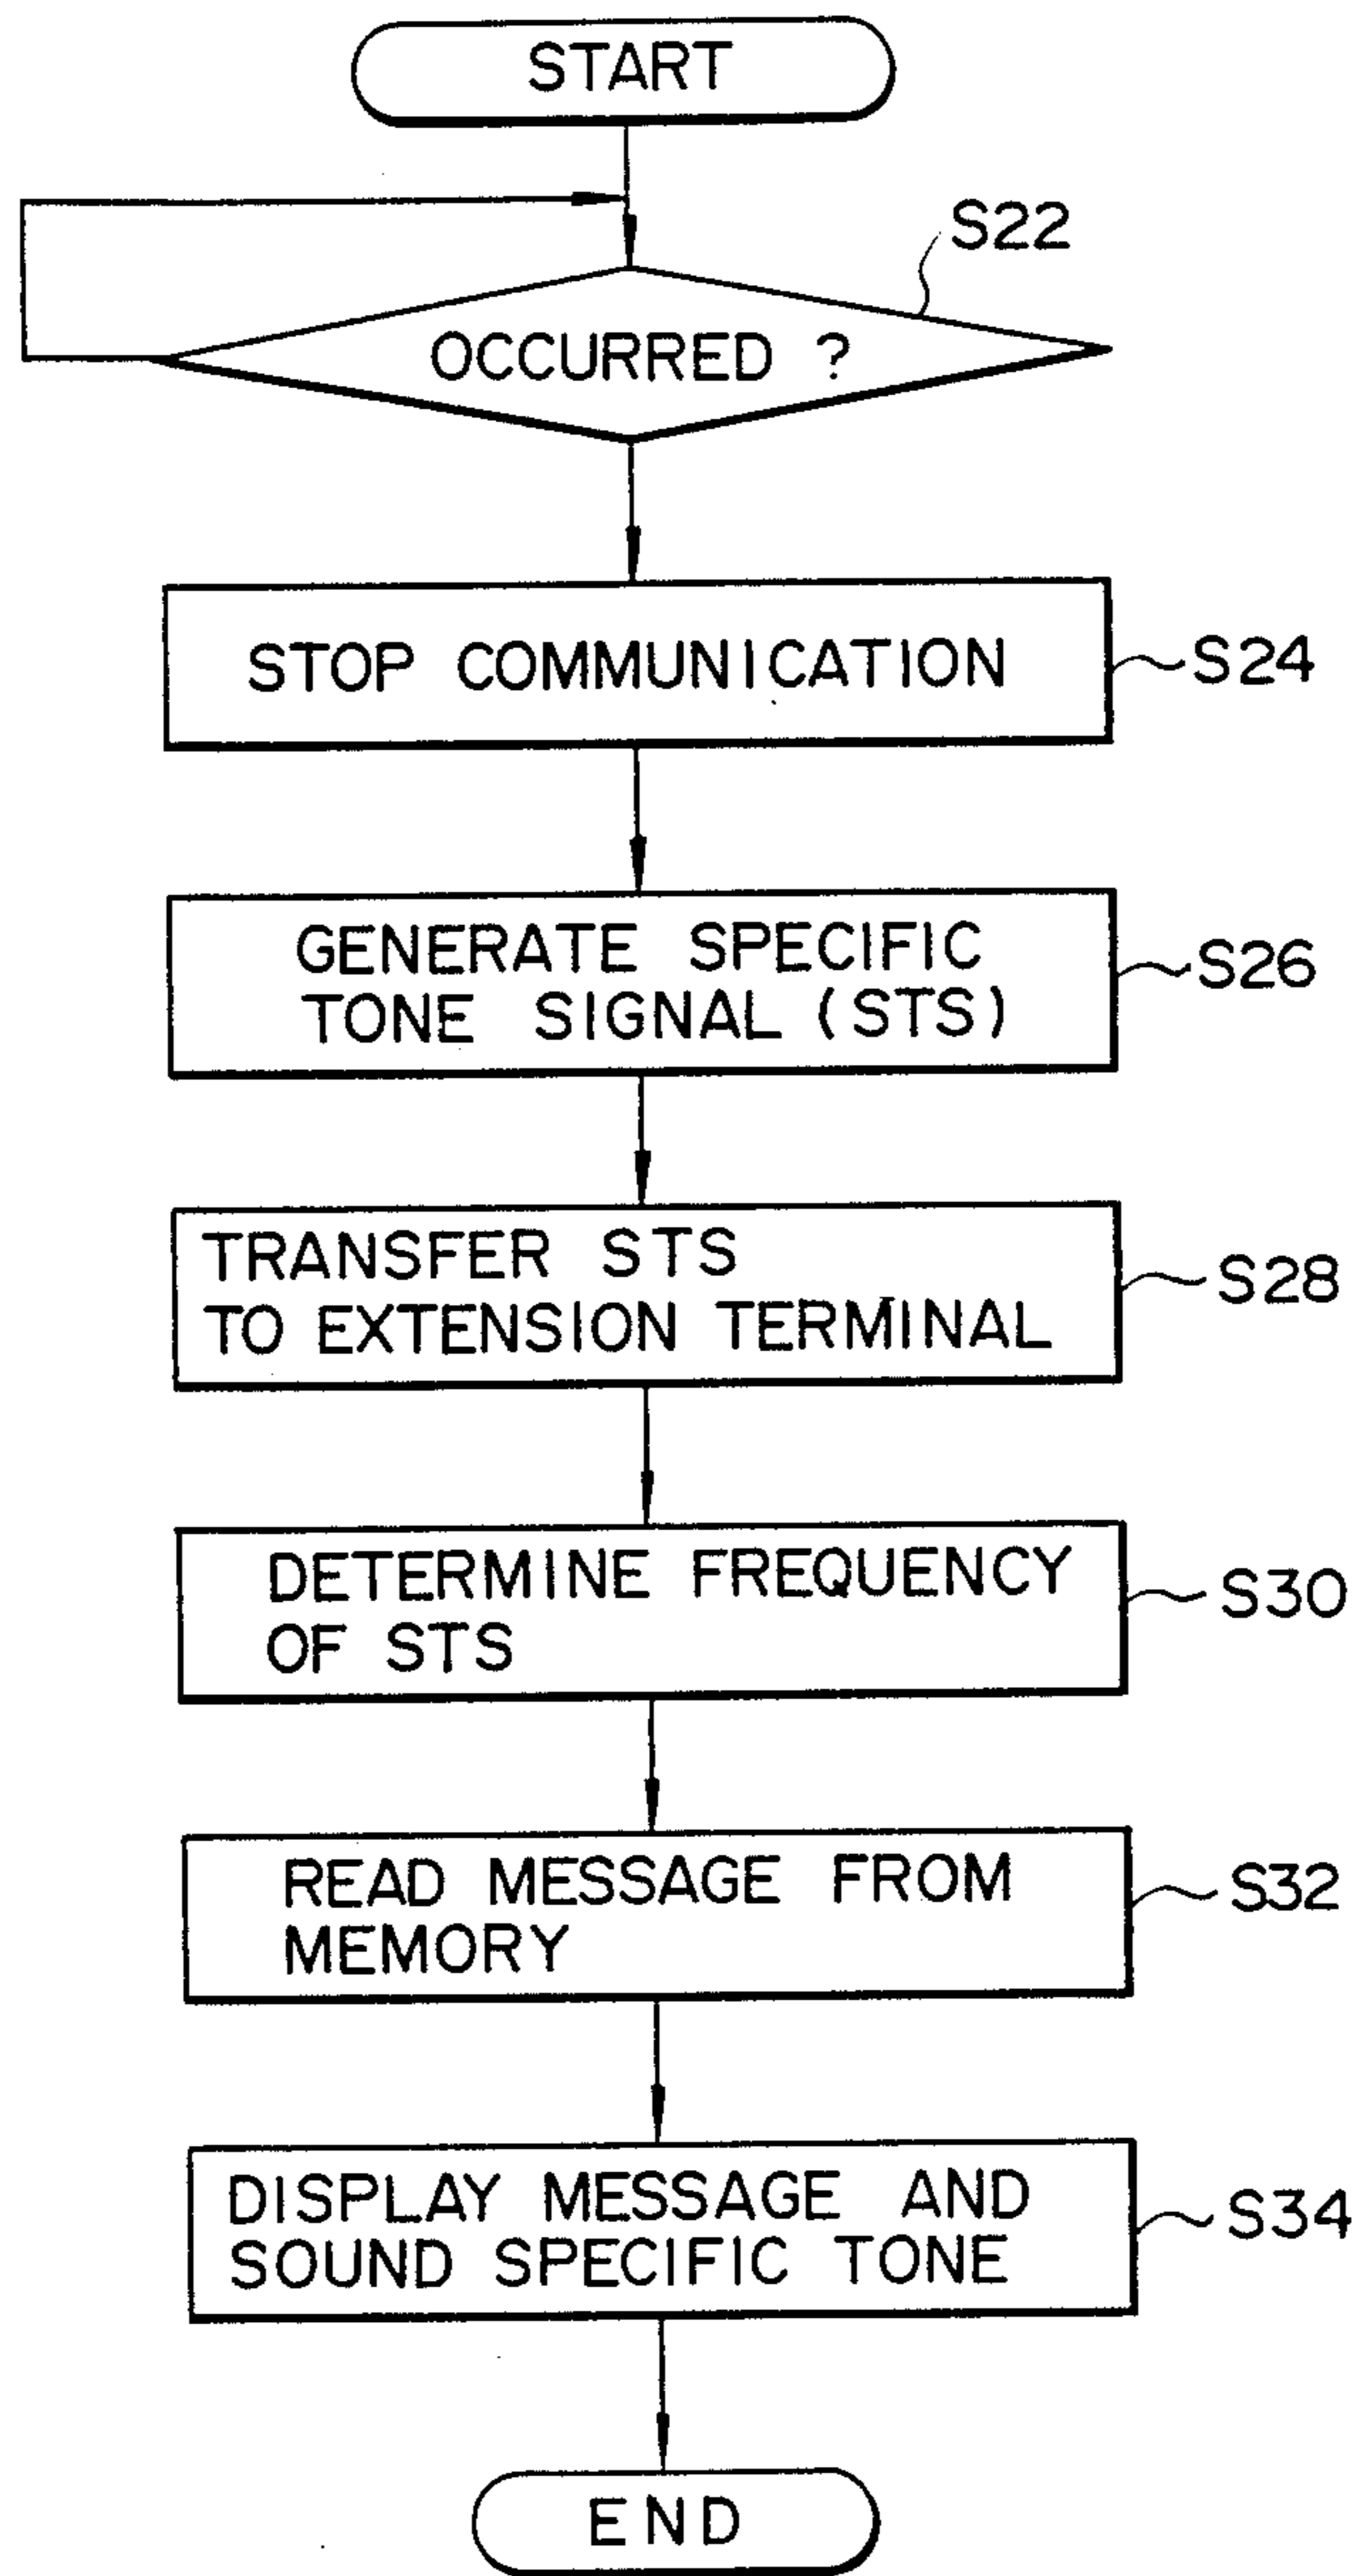 START
S22
OCCURRED ?
STOP COMMUNICATION
S24
GENERATE SPECIFIC
TONE SIGNAL (STS)
S26
TRANSFER STS
TO EXTENSION TERMINAL
S28
DETERMINE FREQUENCY
OF STS
S30
READ MESSAGE FROM
MEMORY
S32
DISPLAY MESSAGE AND
SOUND SPECIFIC TONE
S34
END